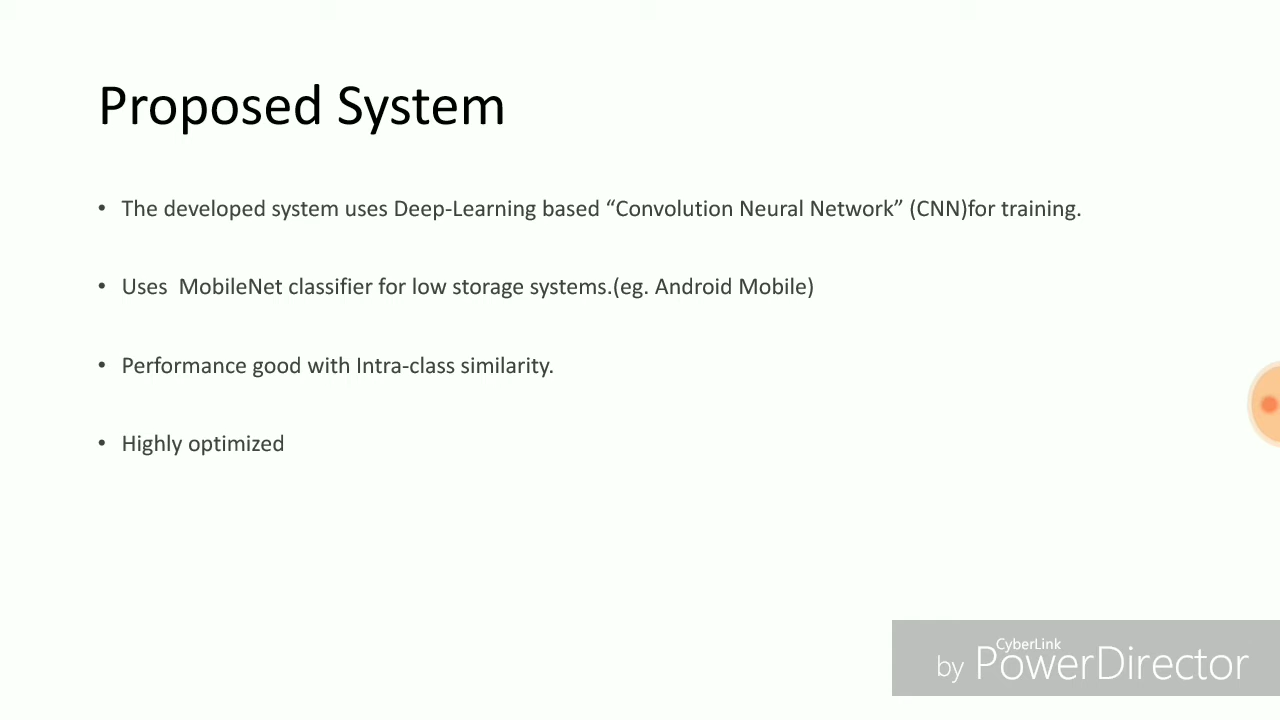 Proposed System
• The developed system uses Deep-Learning based “Convolution Neural Network” (CNN)for training.
• Uses  MobileNet classifier for low storage systems.(eg. Android Mobile)
• Performance good with Intra-class similarity.
• Highly optimized
CyberLink
by PowerDirector